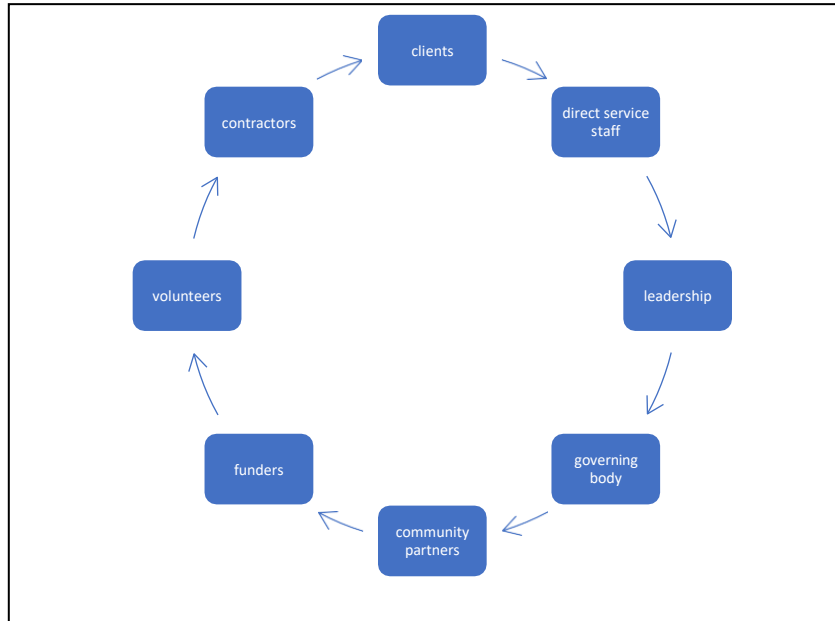 clients
direct service
staff
leadership
governing
body
community
partners
funders
volunteers
contractors